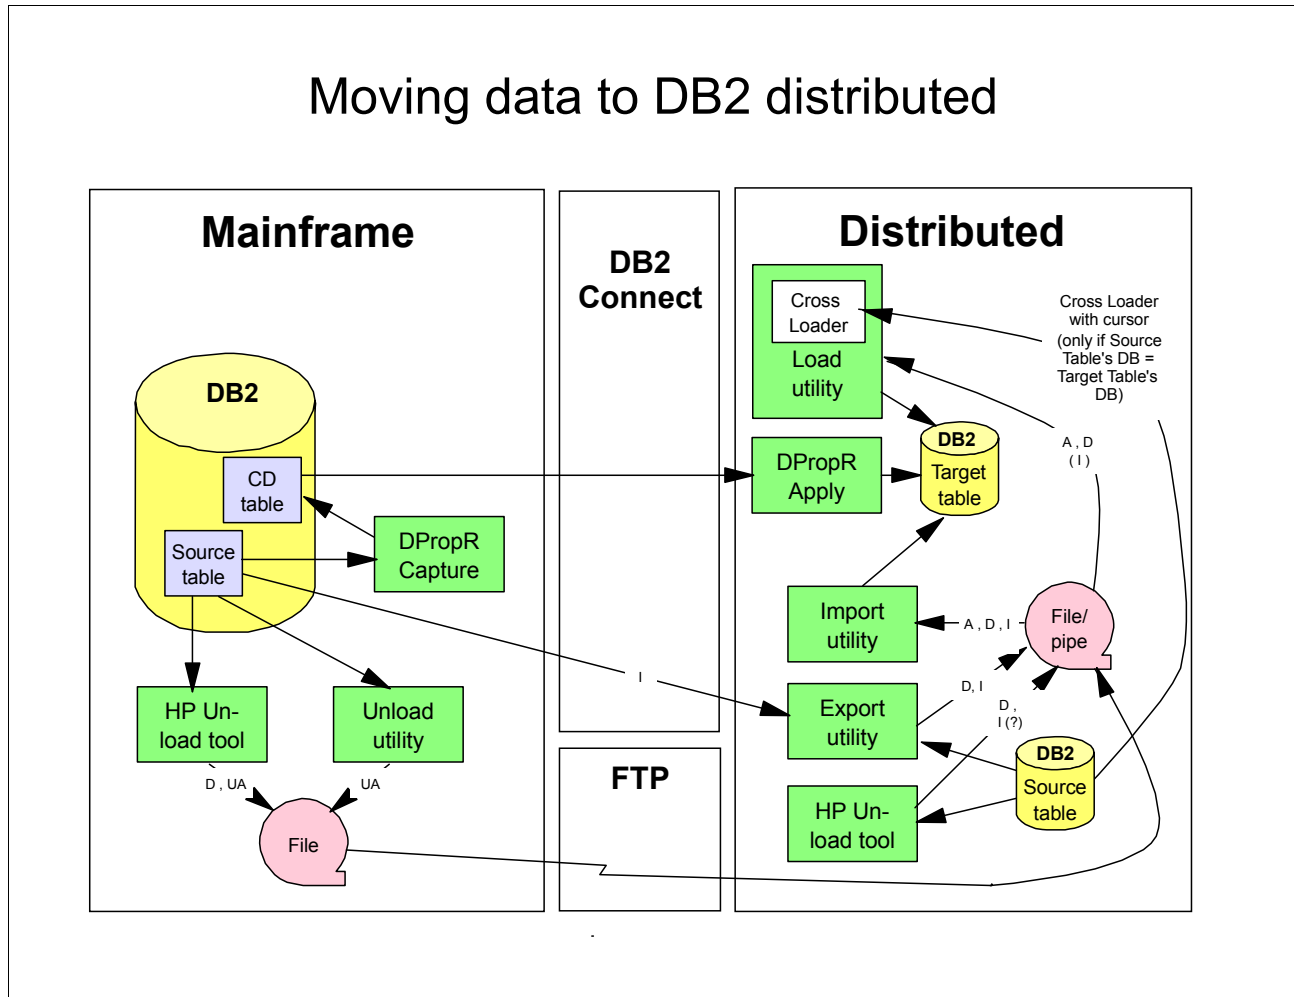 Moving data to DB2 distributed
Mainframe
DB2
CD
table
Source
table
DPropR
Capture
HP Un-
load tool
Unload
utility
D , UA
UA
File
DB2
Connect
I
FTP
Distributed
Cross
Loader
Load
utility
Cross Loader
with cursor
(only if Source
Table's DB =
Target Table's
DB)
A , D
( I )
DPropR
Apply
DB2
Target
table
Import
utility
A , D , I
File/
pipe
Export
utility
D, I
D ,
I (?)
HP Un-
load tool
DB2
Source
table